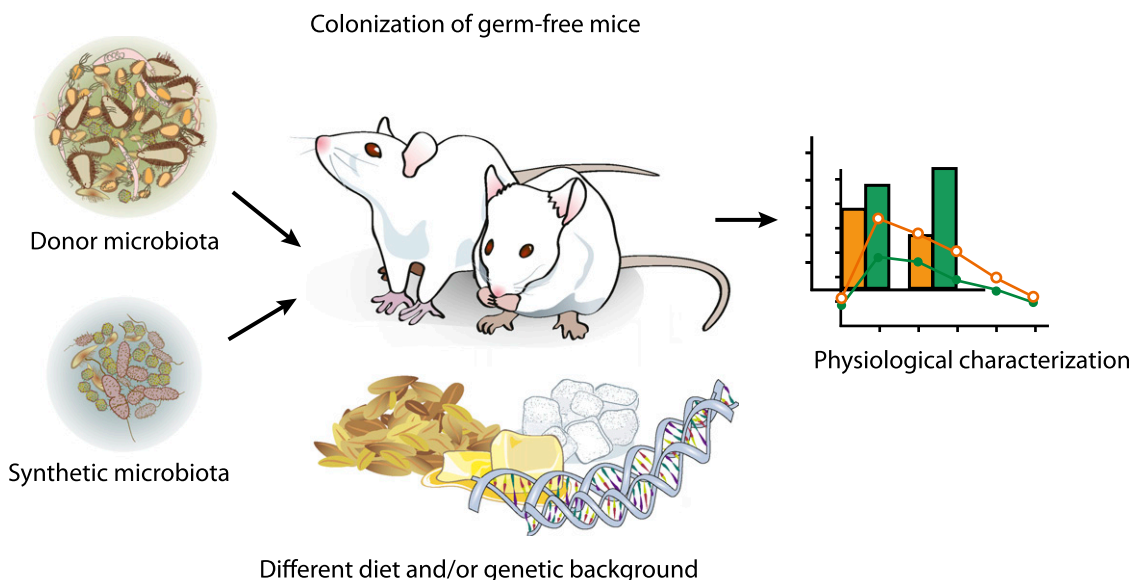 Colonization of germ-free mice
Donor microbiota
Synthetic microbiota
Physiological characterization
Different diet and/or genetic background